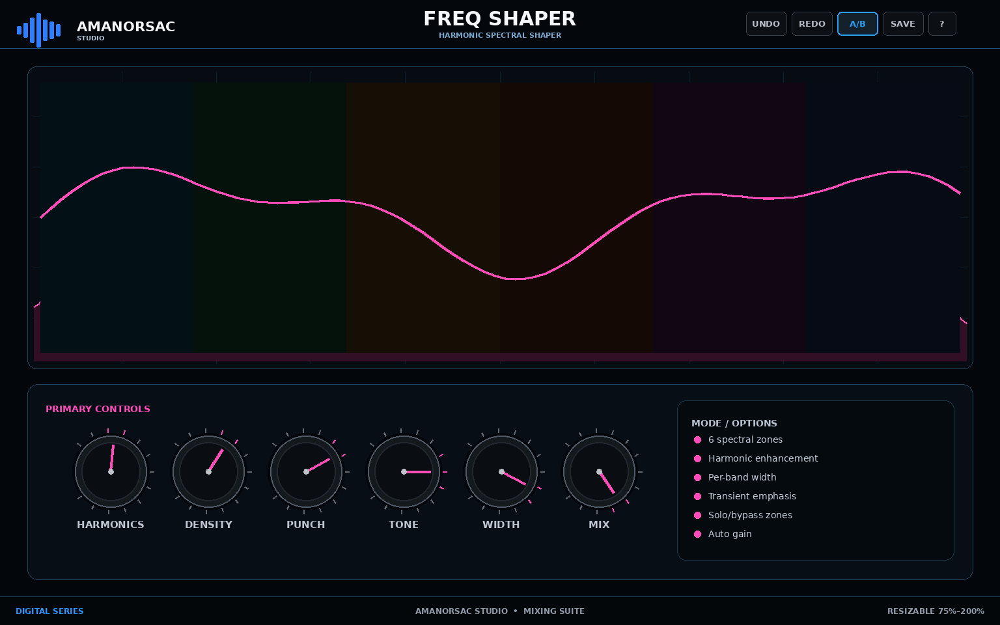 AMANORSAC
STUDIO
FREQ SHAPER
HARMONIC SPECTRAL SHAPER
UNDO
REDO
A/B
SAVE
?
PRIMARY CONTROLS
HARMONICS
DENSITY
PUNCH
TONE
WIDTH
MIX
MODE / OPTIONS
6 spectral zones
Harmonic enhancement
Per-band width
Transient emphasis
Solo/bypass zones
Auto gain
DIGITAL SERIES
AMANORSAC STUDIO • MIXING SUITE
RESIZABLE 75%–200%